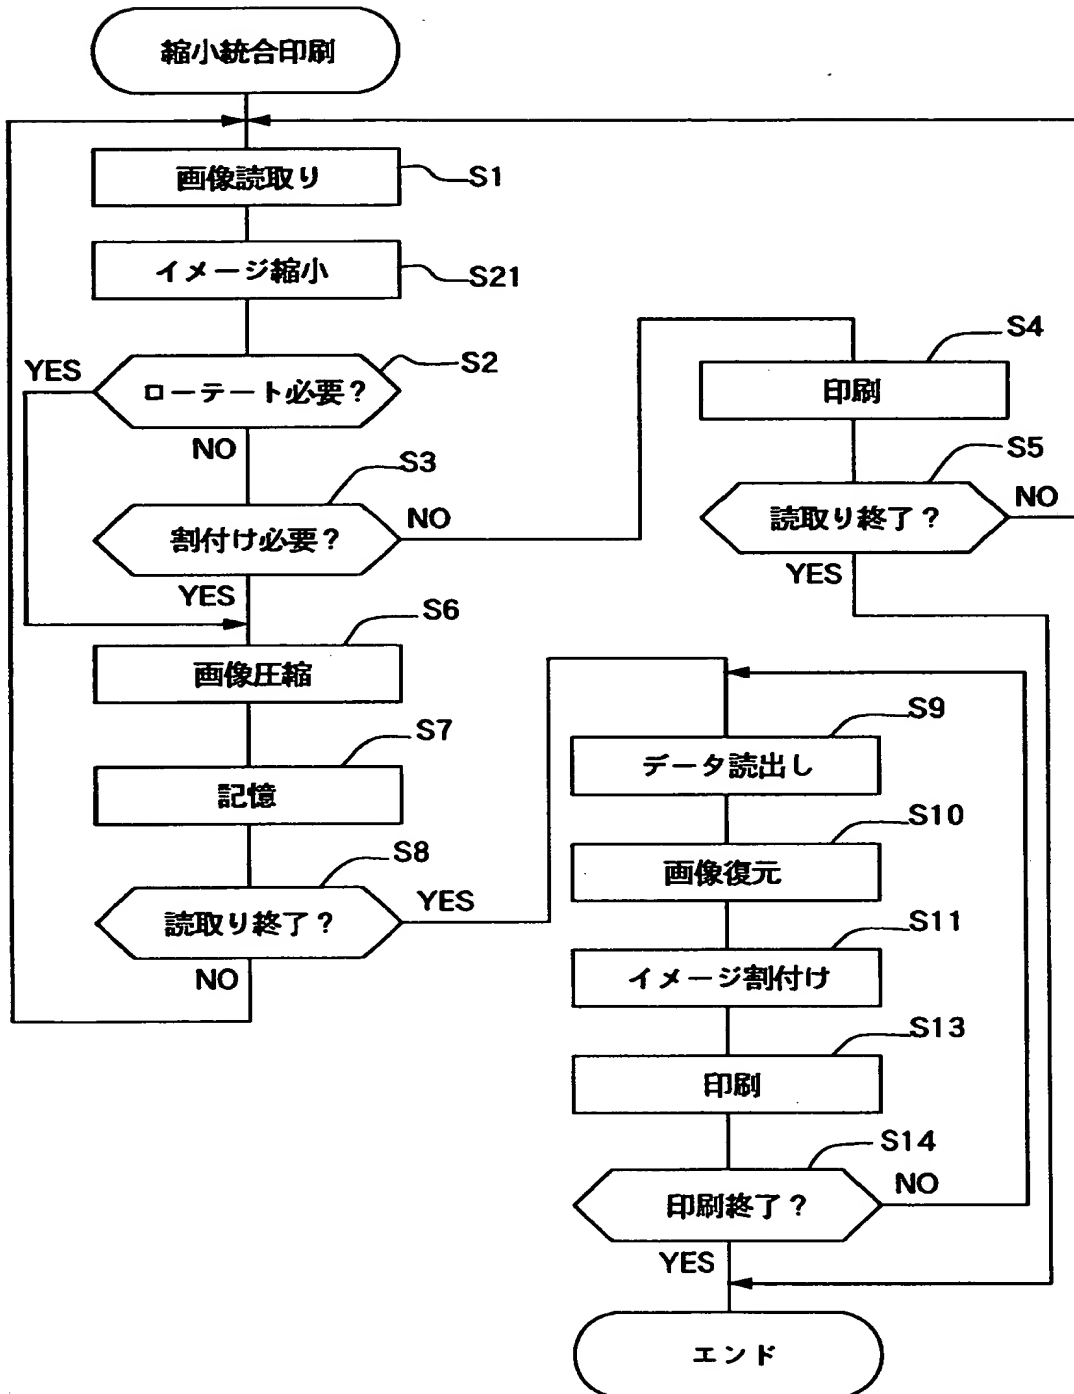 縮小統合印刷
画像読取り
S1
イメージ縮小
S21
YES
ローテート必要?
S2
NO
割付け必要?
S3
NO
YES
画像圧縮
S6
記憶
S7
読取り終了?
S8
YES
NO
印刷
S4
読取り終了?
S5
NO
YES
データ読出し
S9
画像復元
S10
イメージ割付け
S11
印刷
S13
印刷終了?
S14
NO
YES
エンド